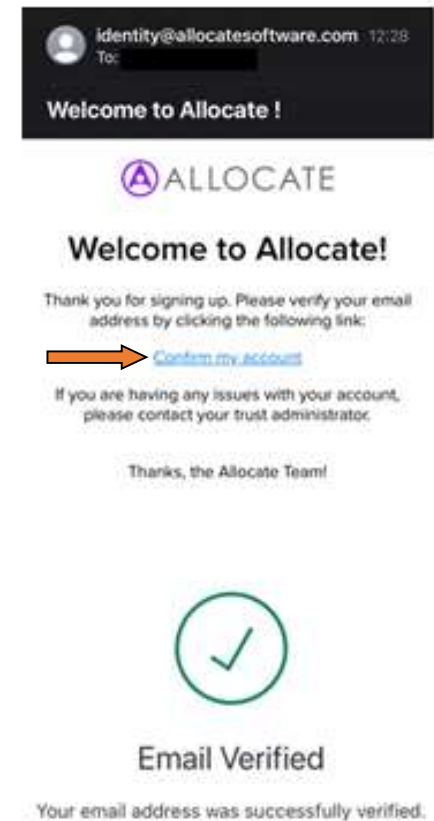 identity@allocatesoftware.com 12:28
To:
Welcome to Allocate !
ALLOCATE
Welcome to Allocate!
Thank you for signing up. Please verify your email
address by clicking the following link:
Confirm my account
If you are having any issues with your account,
please contact your trust administrator.
Thanks, the Allocate Team!
Email Verified
Your email address was successfully verified.